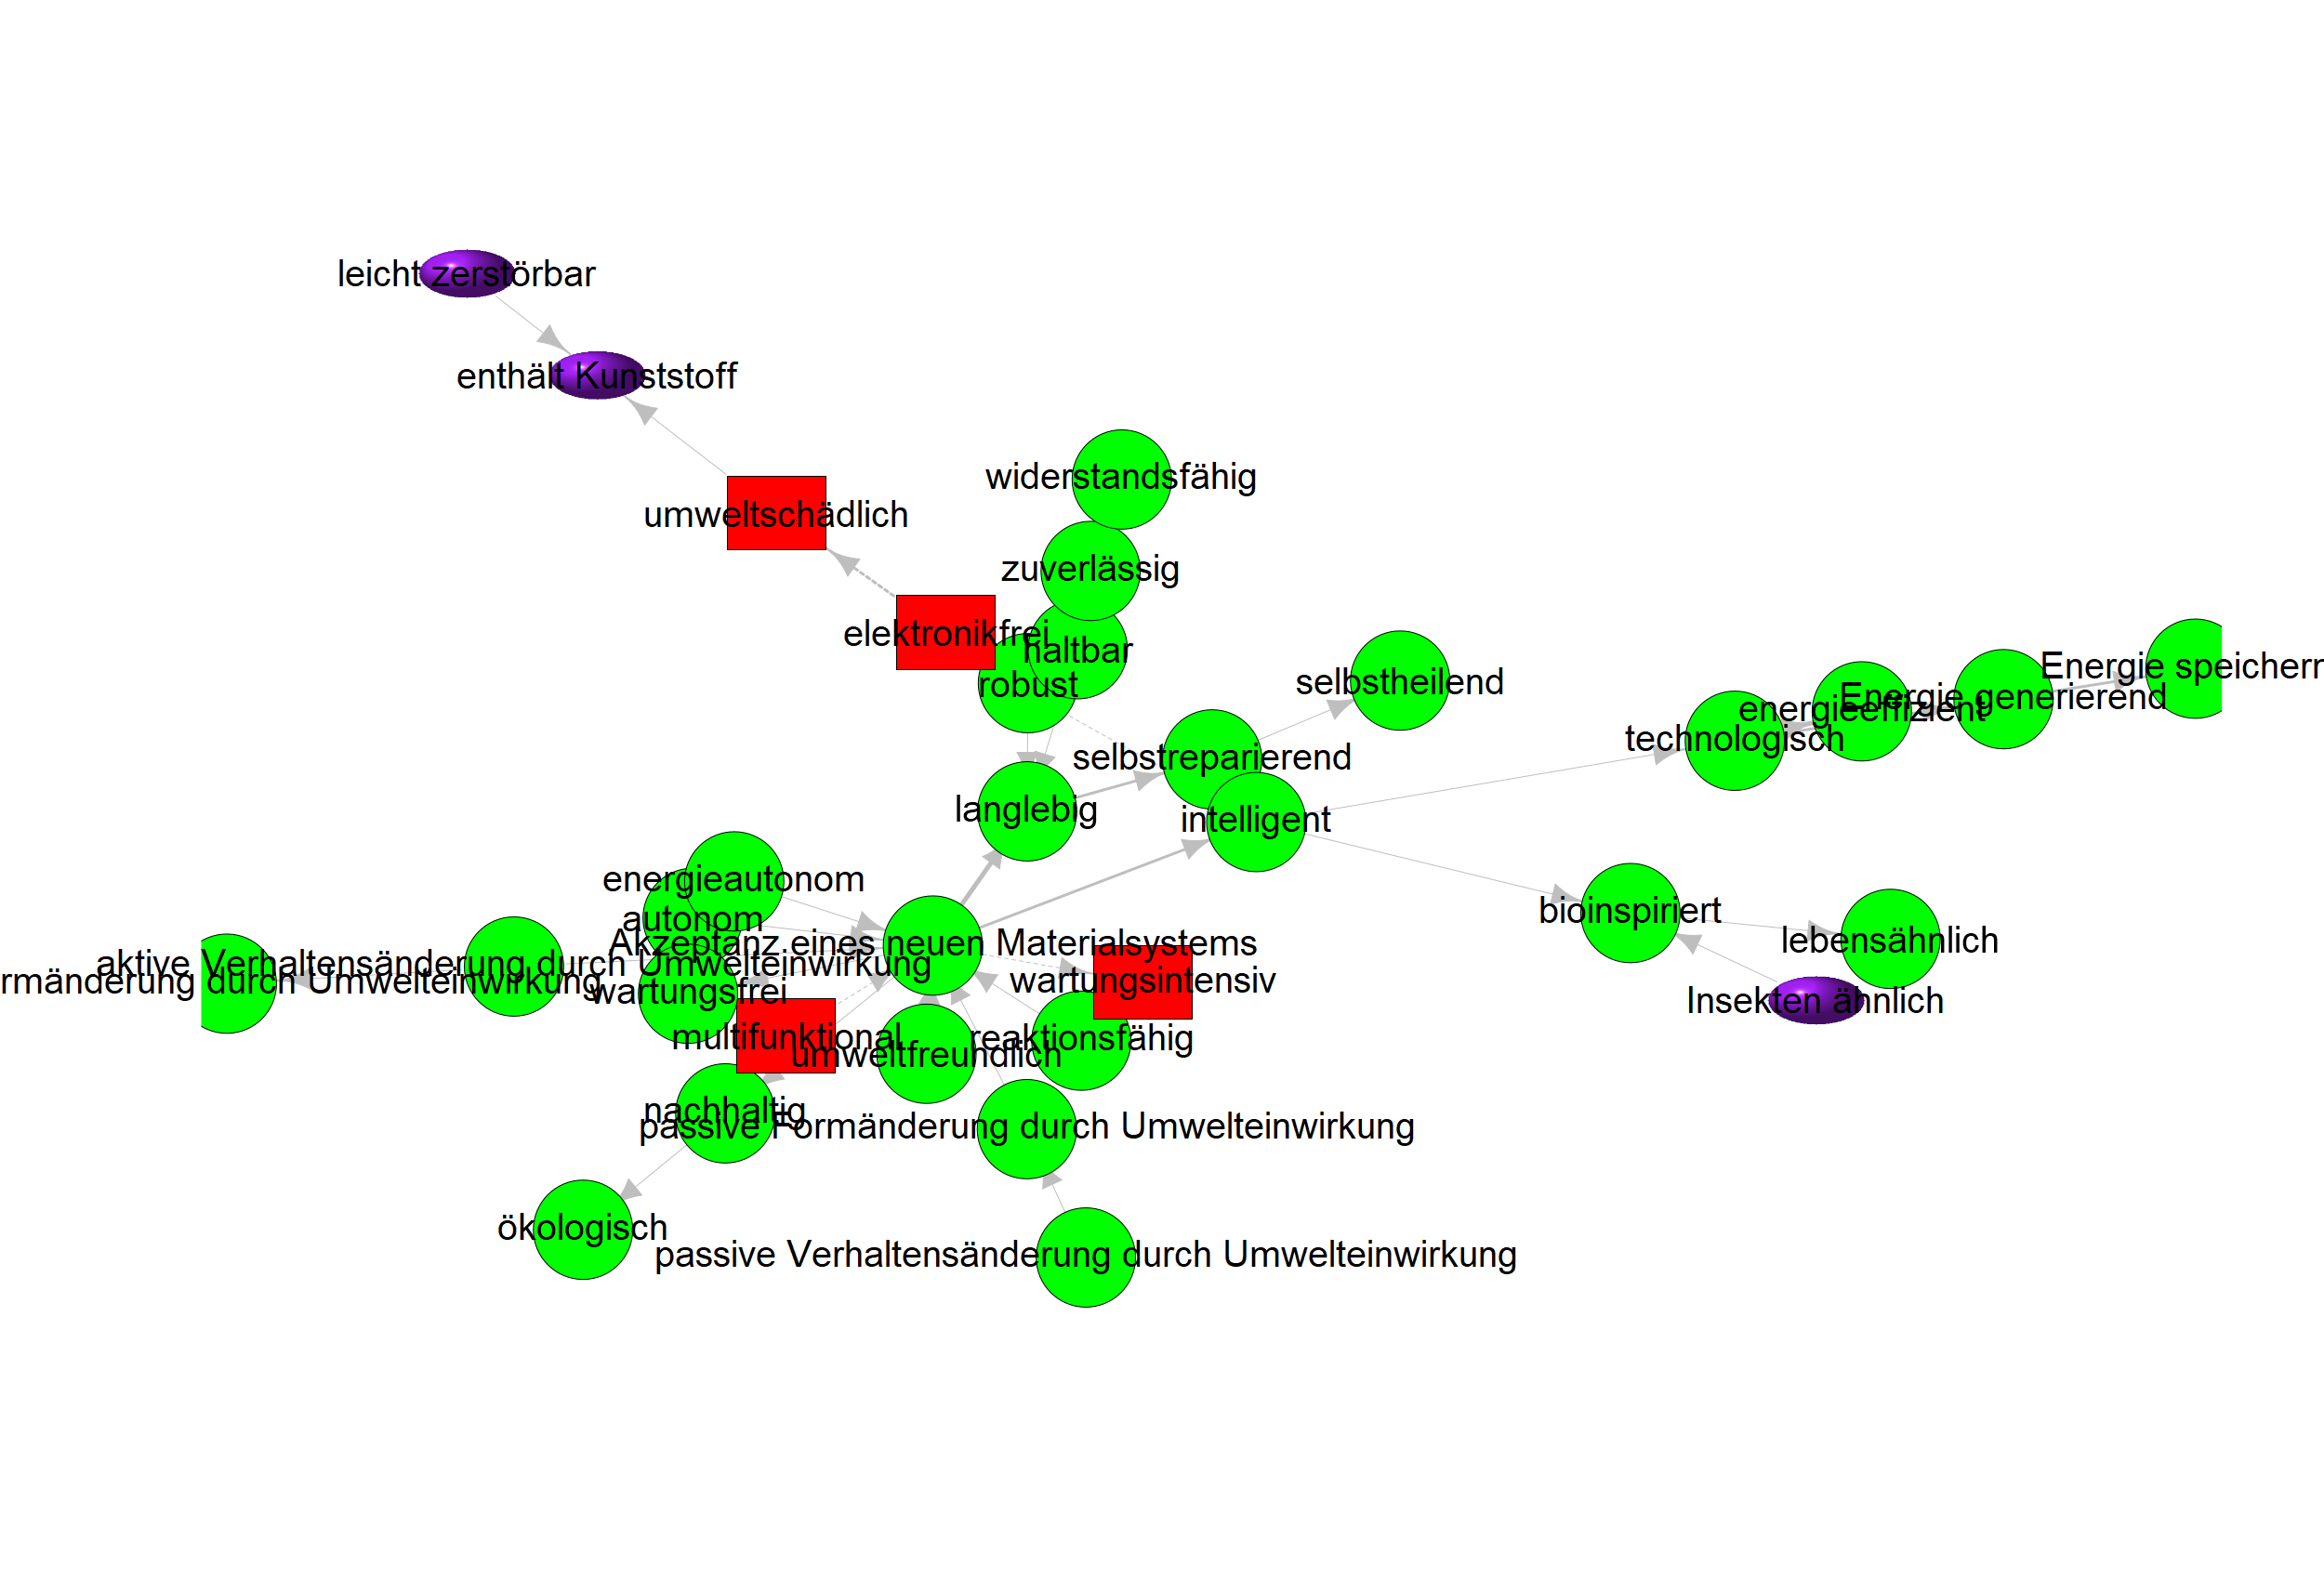 leicht zerstörbar
enthält Kunststoff
widerstandsfähig
umweltschädlich
zuverlässig
elektronikfrei
haltbar
robust
selbstheilend
Energie speichern
Energie generierend
energieeffizient
technologisch
selbstreparierend
langlebig
intelligent
energieautonom
autonom
bioinspiriert
Akzeptanz eines neuen Materialsystems
lebensähnlich
aktive Verhaltensänderung durch Umwelteinwirkung
rmänderung durch Umwelteinwirkung
wartungsintensiv
wartungsfrei
Insekten ähnlich
multifunktional
reaktionsfähig
umweltfreundlich
nachhaltig
passive Formänderung durch Umwelteinwirkung
ökologisch
passive Verhaltensänderung durch Umwelteinwirkung